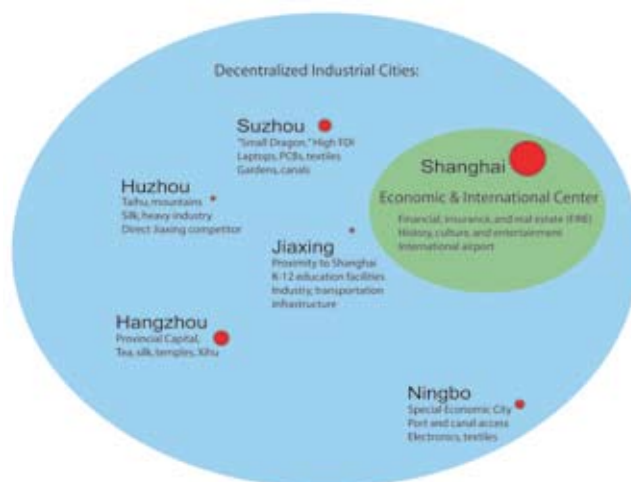 Decentralized Industrial Cities:
Suzhou
"Small Dragon," High FDI
Laptops, PCBs, textiles
Gardens, canals
Shanghai
Economic & International Center
Financial, insurance, and real estate (FIRE)
History, culture, and entertainment
International airport
Huzhou
Taihu, mountains
Silk, heavy industry
Direct Jiaxing competitor
Jiaxing
Proximity to Shanghai
K-12 education facilities
Industry, transportation
infrastructure
Hangzhou
Provincial Capital,
Tea, silk, temples, Xihu
Ningbo
Special Economic City
Port and canal access
Electronics, textiles